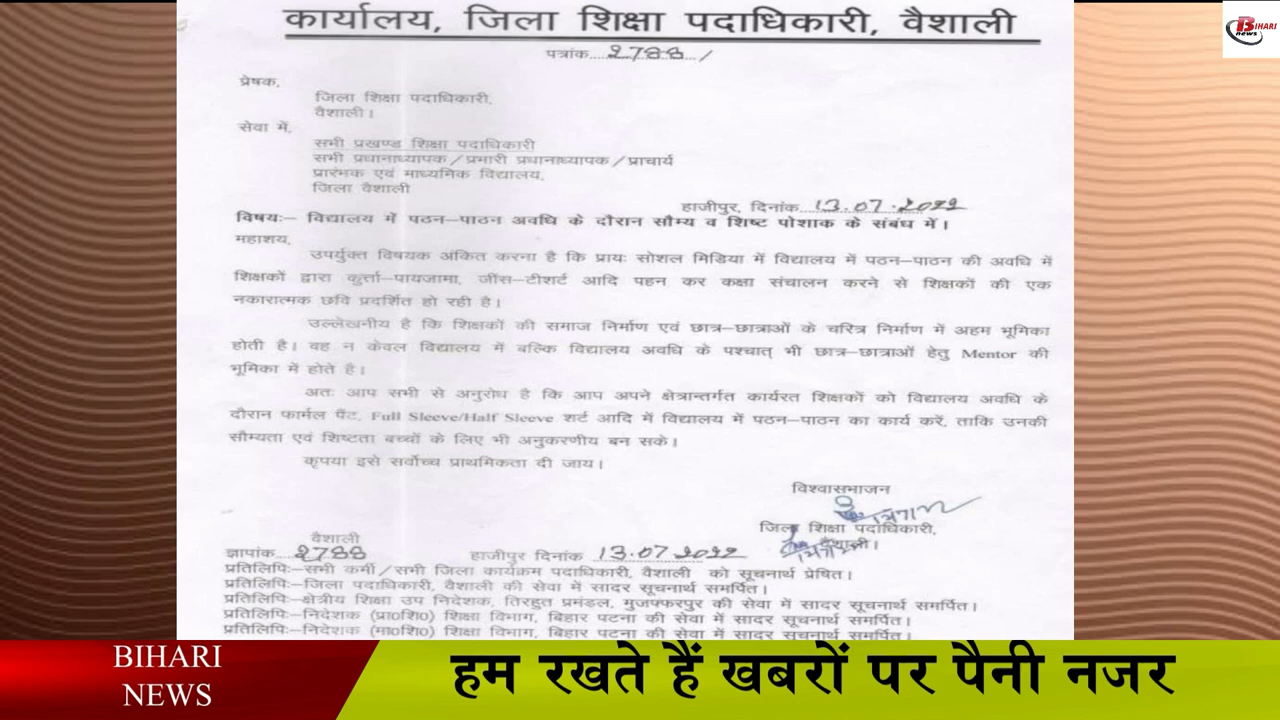 कार्यालय, जिला शिक्षा पदाधिकारी, वैशाली
पत्रांक......2788....../
BIHARI
news
प्रेषक,
जिला शिक्षा पदाधिकारी,
वैशाली।
सेवा में,
सभी प्रखण्ड शिक्षा पदाधिकारी
सभी प्रधानाध्यापक/प्रभारी प्रधानाध्यापक/प्राचार्य
प्रारंभक एवं माध्यमिक विद्यालय,
जिला वैशाली
हाजीपुर, दिनांक 13.07.2022
विषयः– विद्यालय में पठन–पाठन अवधि के दौरान सौम्य व शिष्ट पोशाक के संबंध में।
महाशय,
उपर्युक्त विषयक अंकित करना है कि प्रायः सोशल मिडिया में विद्यालय में पठन–पाठन की अवधि में
शिक्षकों द्वारा कुर्त्ता–पायजामा, जींस–टीशर्ट आदि पहन कर कक्षा संचालन करने से शिक्षकों की एक
नकारात्मक छवि प्रदर्शित हो रही है।
उल्लेखनीय है कि शिक्षकों की समाज निर्माण एवं छात्र–छात्राओं के चरित्र निर्माण में अहम भूमिका
होती है। वह न केवल विद्यालय में बल्कि विद्यालय अवधि के पश्चात् भी छात्र–छात्राओं हेतु Mentor की
भूमिका में होते है।
अतः आप सभी से अनुरोध है कि आप अपने क्षेत्रान्तर्गत कार्यरत शिक्षकों को विद्यालय अवधि के
दौरान फार्मल पैंट, Full Sleeve/Half Sleeve शर्ट आदि में विद्यालय में पठन–पाठन का कार्य करें, ताकि उनकी
सौम्यता एवं शिष्टता बच्चों के लिए भी अनुकरणीय बन सके।
कृपया इसे सर्वोच्च प्राथमिकता दी जाय।
विश्वासभाजन
जिला शिक्षा पदाधिकारी,
वैशाली।
वैशाली
ज्ञापांक 2788 हाजीपुर दिनांक 13.07.2022
प्रतिलिपिः–सभी कर्मी/सभी जिला कार्यक्रम पदाधिकारी, वैशाली को सूचनार्थ प्रेषित।
प्रतिलिपिः–जिला पदाधिकारी, वैशाली की सेवा में सादर सूचनार्थ समर्पित।
प्रतिलिपिः–क्षेत्रीय शिक्षा उप निदेशक, तिरहुत प्रमंडल, मुजफ्फरपुर की सेवा में सादर सूचनार्थ समर्पित।
प्रतिलिपिः–निदेशक (प्रा0शि0) शिक्षा विभाग, बिहार पटना की सेवा में सादर सूचनार्थ समर्पित।
प्रतिलिपिः–निदेशक (मा0शि0) शिक्षा विभाग, बिहार पटना की सेवा में सादर सूचनार्थ समर्पित।
BIHARI
NEWS
हम रखते हैं खबरों पर पैनी नजर